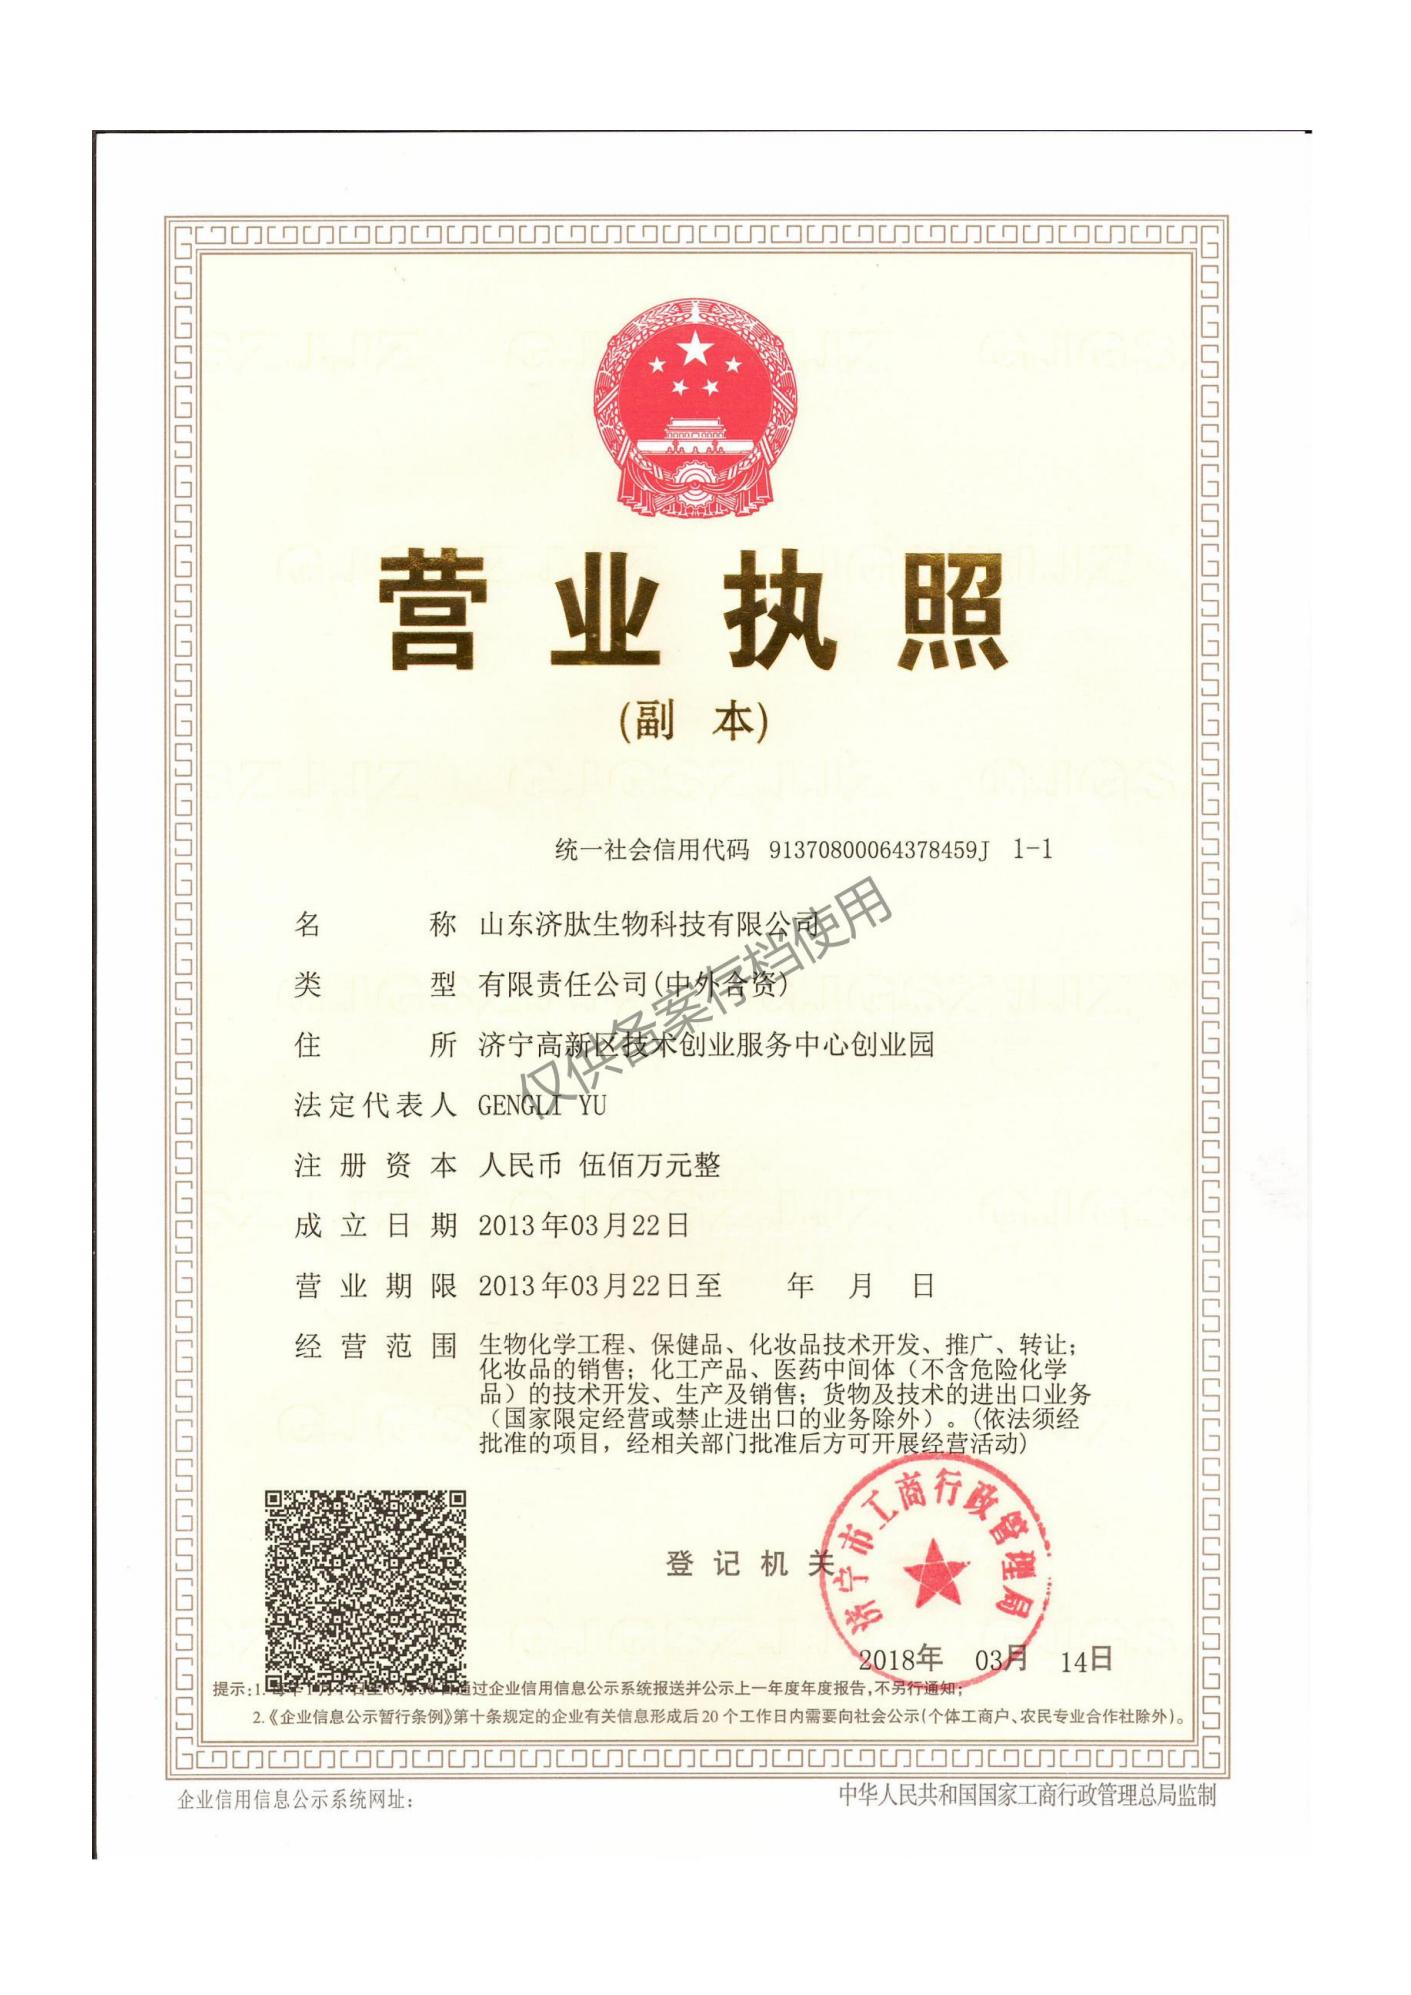 营业执照
(副 本)
统一社会信用代码 91370800064378459J 1-1
名称 山东济肽生物科技有限公司
类型 有限责任公司(中外合资)
住所 济宁高新区技术创业服务中心创业园
法定代表人 GENGLI YU
注册资本 人民币 伍佰万元整
成立日期 2013年03月22日
营业期限 2013年03月22日至 年 月 日
经营范围 生物化学工程、保健品、化妆品技术开发、推广、转让;
化妆品的销售; 化工产品、医药中间体(不含危险化学
品)的技术开发、生产及销售; 货物及技术的进出口业务
(国家限定经营或禁止进出口的业务除外)。(依法须经
批准的项目,经相关部门批准后方可开展经营活动)
仅供备案存档使用
登记机关
济宁市工商行政管理局
2018年 03月 14日
提示:1.每年1月1日至6月30日通过企业信用信息公示系统报送并公示上一年度年度报告,不另行通知;
2.《企业信息公示暂行条例》第十条规定的企业有关信息形成后20个工作日内需要向社会公示(个体工商户、农民专业合作社除外)。
企业信用信息公示系统网址:
中华人民共和国国家工商行政管理总局监制